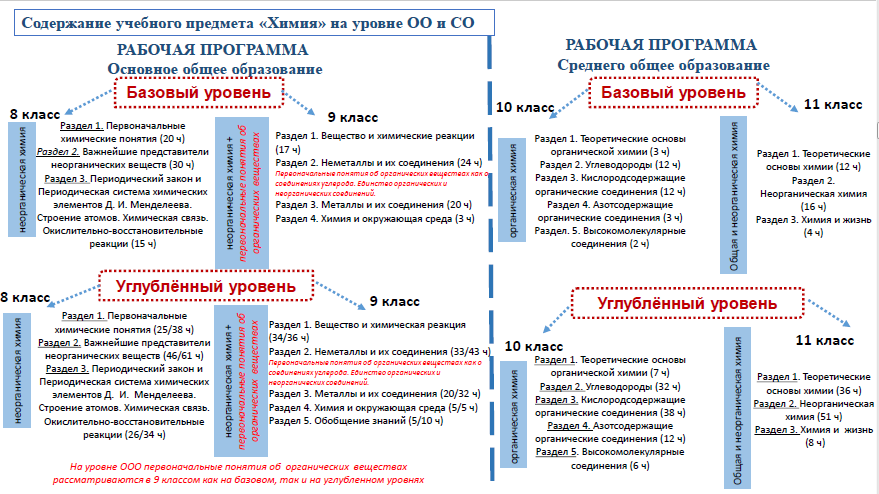 Содержание учебного предмета «Химия» на уровне ОО и СО
РАБОЧАЯ ПРОГРАММА
Основное общее образование
Базовый уровень
8 класс
неорганическая химия
Раздел 1. Первоначальные
химические понятия (20 ч)
Раздел 2. Важнейшие представители
неорганических веществ (30 ч)
Раздел 3. Периодический закон и
Периодическая система химических
элементов Д. И. Менделеева.
Строение атомов. Химическая связь.
Окислительно-восстановительные
реакции (15 ч)
9 класс
неорганическая химия +
первоначальные понятия об
органических веществах
Раздел 1. Вещество и химические реакции
(17 ч)
Раздел 2. Неметаллы и их соединения (24 ч)
Первоначальные понятия об органических веществах как о
соединениях углерода. Единство органических и
неорганических соединений.
Раздел 3. Металлы и их соединения (20 ч)
Раздел 4. Химия и окружающая среда (3 ч)
Углублённый уровень
8 класс
неорганическая химия
Раздел 1. Первоначальные
химические понятия (25/38 ч)
Раздел 2. Важнейшие представители
неорганических веществ (46/61 ч)
Раздел 3. Периодический закон и
Периодическая система химических
элементов Д. И. Менделеева.
Строение атомов. Химическая связь.
Окислительно-восстановительные
реакции (26/34 ч)
9 класс
неорганическая химия +
первоначальные понятия об
органических веществах
Раздел 1. Вещество и химическая реакция
(34/36 ч)
Раздел 2. Неметаллы и их соединения (33/43 ч)
Первоначальные понятия об органических веществах как о
соединениях углерода. Единство органических и
неорганических соединений.
Раздел 3. Металлы и их соединения (20/32 ч)
Раздел 4. Химия и окружающая среда (5/5 ч)
Раздел 5. Обобщение знаний (5/10 ч)
На уровне ООО первоначальные понятия об органических веществах
рассматриваются в 9 классом как на базовом, так и на углубленном уровнях
РАБОЧАЯ ПРОГРАММА
Среднего общее образование
Базовый уровень
10 класс
органическая химия
Раздел 1. Теоретические основы
органической химии (3 ч)
Раздел 2. Углеводороды (12 ч)
Раздел 3. Кислородсодержащие
органические соединения (12 ч)
Раздел 4. Азотсодержащие
органические соединения (3 ч)
Раздел. 5. Высокомолекулярные
соединения (2 ч)
11 класс
Общая и неорганическая химия
Раздел 1. Теоретические
основы химии (12 ч)
Раздел 2.
Неорганическая химия
(16 ч)
Раздел 3. Химия и жизнь
(4 ч)
Углублённый уровень
10 класс
органическая химия
Раздел 1. Теоретические основы
органической химии (7 ч)
Раздел 2. Углеводороды (32 ч)
Раздел 3. Кислородсодержащие
органические соединения (38 ч)
Раздел 4. Азотсодержащие
органические соединения (12 ч)
Раздел 5. Высокомолекулярные
соединения (6 ч)
11 класс
Общая и неорганическая химия
Раздел 1. Теоретические
основы химии (36 ч)
Раздел 2. Неорганическая
химия (51 ч)
Раздел 3. Химия и жизнь
(8 ч)